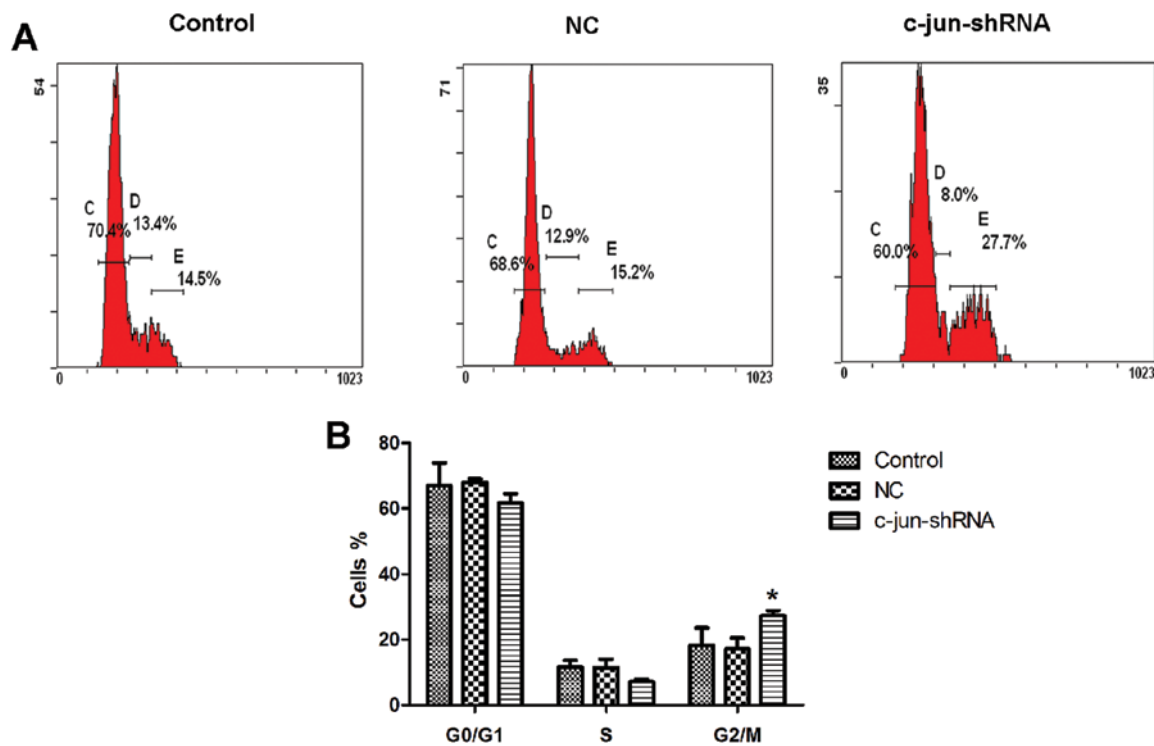 A
Control
NC
c-jun-shRNA
54
C
70.4%
D
13.4%
E
14.5%
0
1023
71
C
68.6%
D
12.9%
E
15.2%
0
1023
35
C
60.0%
D
8.0%
E
27.7%
0
1023
B
Cells %
80
60
40
20
0
*
G0/G1
S
G2/M
Control
NC
c-jun-shRNA